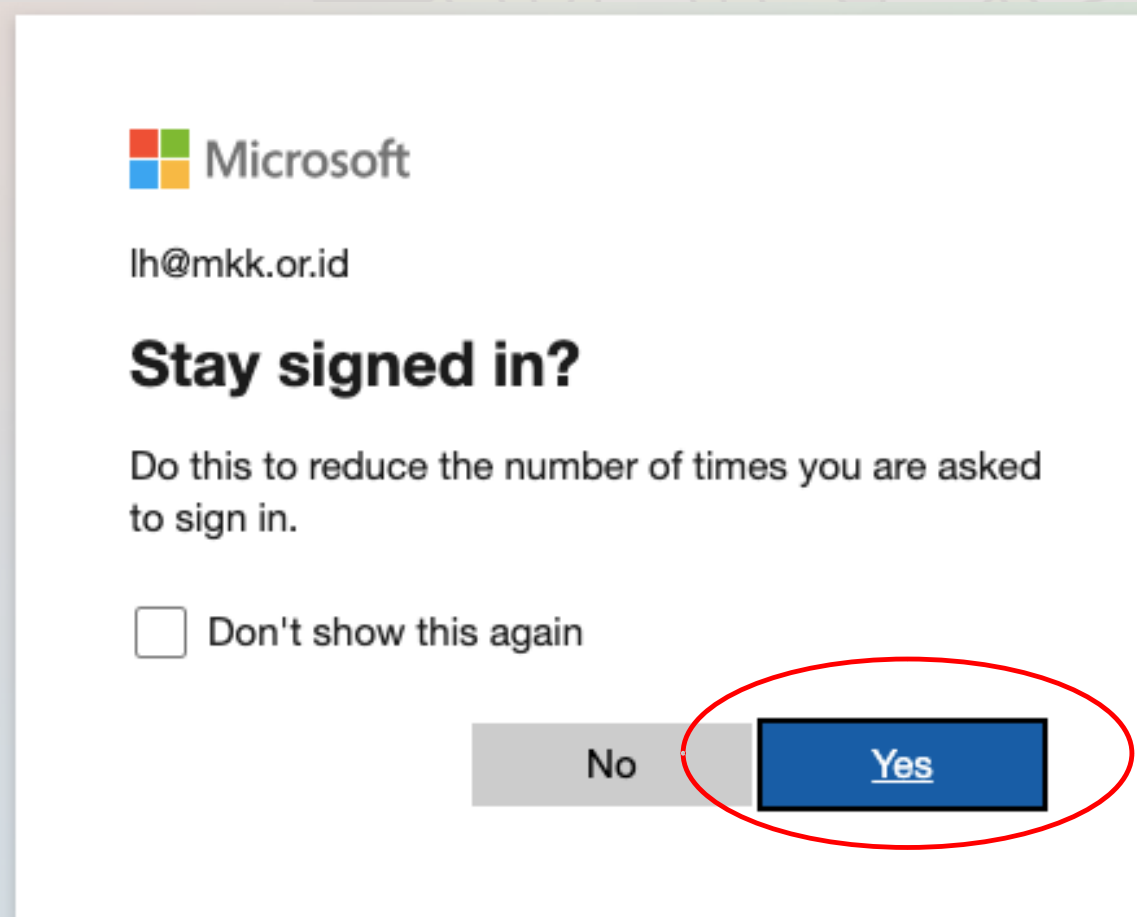 Microsoft
lh@mkk.or.id
Stay signed in?
Do this to reduce the number of times you are asked
to sign in.
Don't show this again
No
Yes